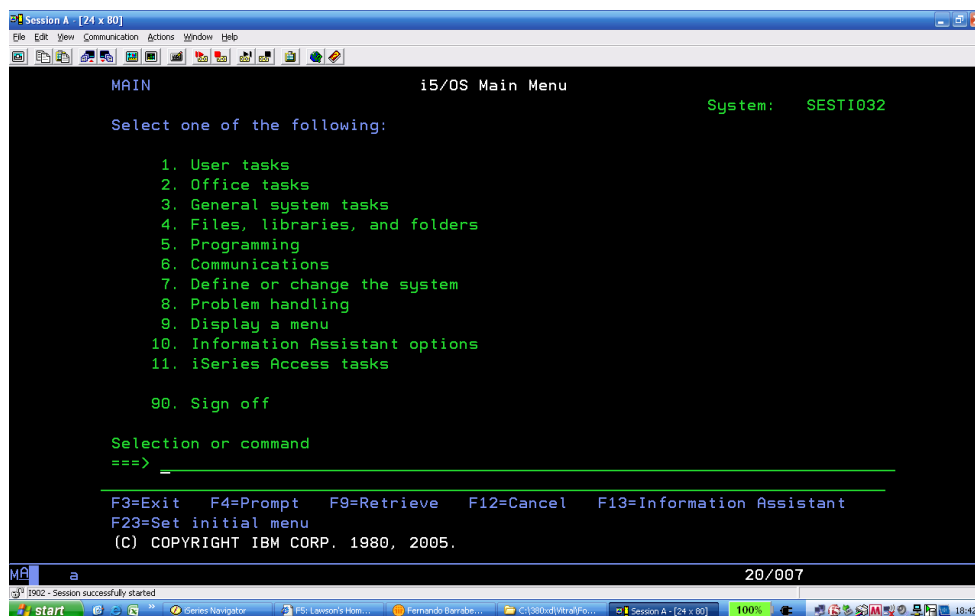 Session A - [24 x 80]
File Edit View Communication Actions Window Help
MAIN i5/OS Main Menu
System: SESTI032
Select one of the following:
1. User tasks
2. Office tasks
3. General system tasks
4. Files, libraries, and folders
5. Programming
6. Communications
7. Define or change the system
8. Problem handling
9. Display a menu
10. Information Assistant options
11. iSeries Access tasks
90. Sign off
Selection or command
===>
F3=Exit F4=Prompt F9=Retrieve F12=Cancel F13=Information Assistant
F23=Set initial menu
(C) COPYRIGHT IBM CORP. 1980, 2005.
MA a 20/007
I902 - Session successfully started
start iSeries Navigator F5: Lawson's Hom... Fernando Barrabe... C:\380xd\Vitral\Fo... Session A - [24 x 80] 100%